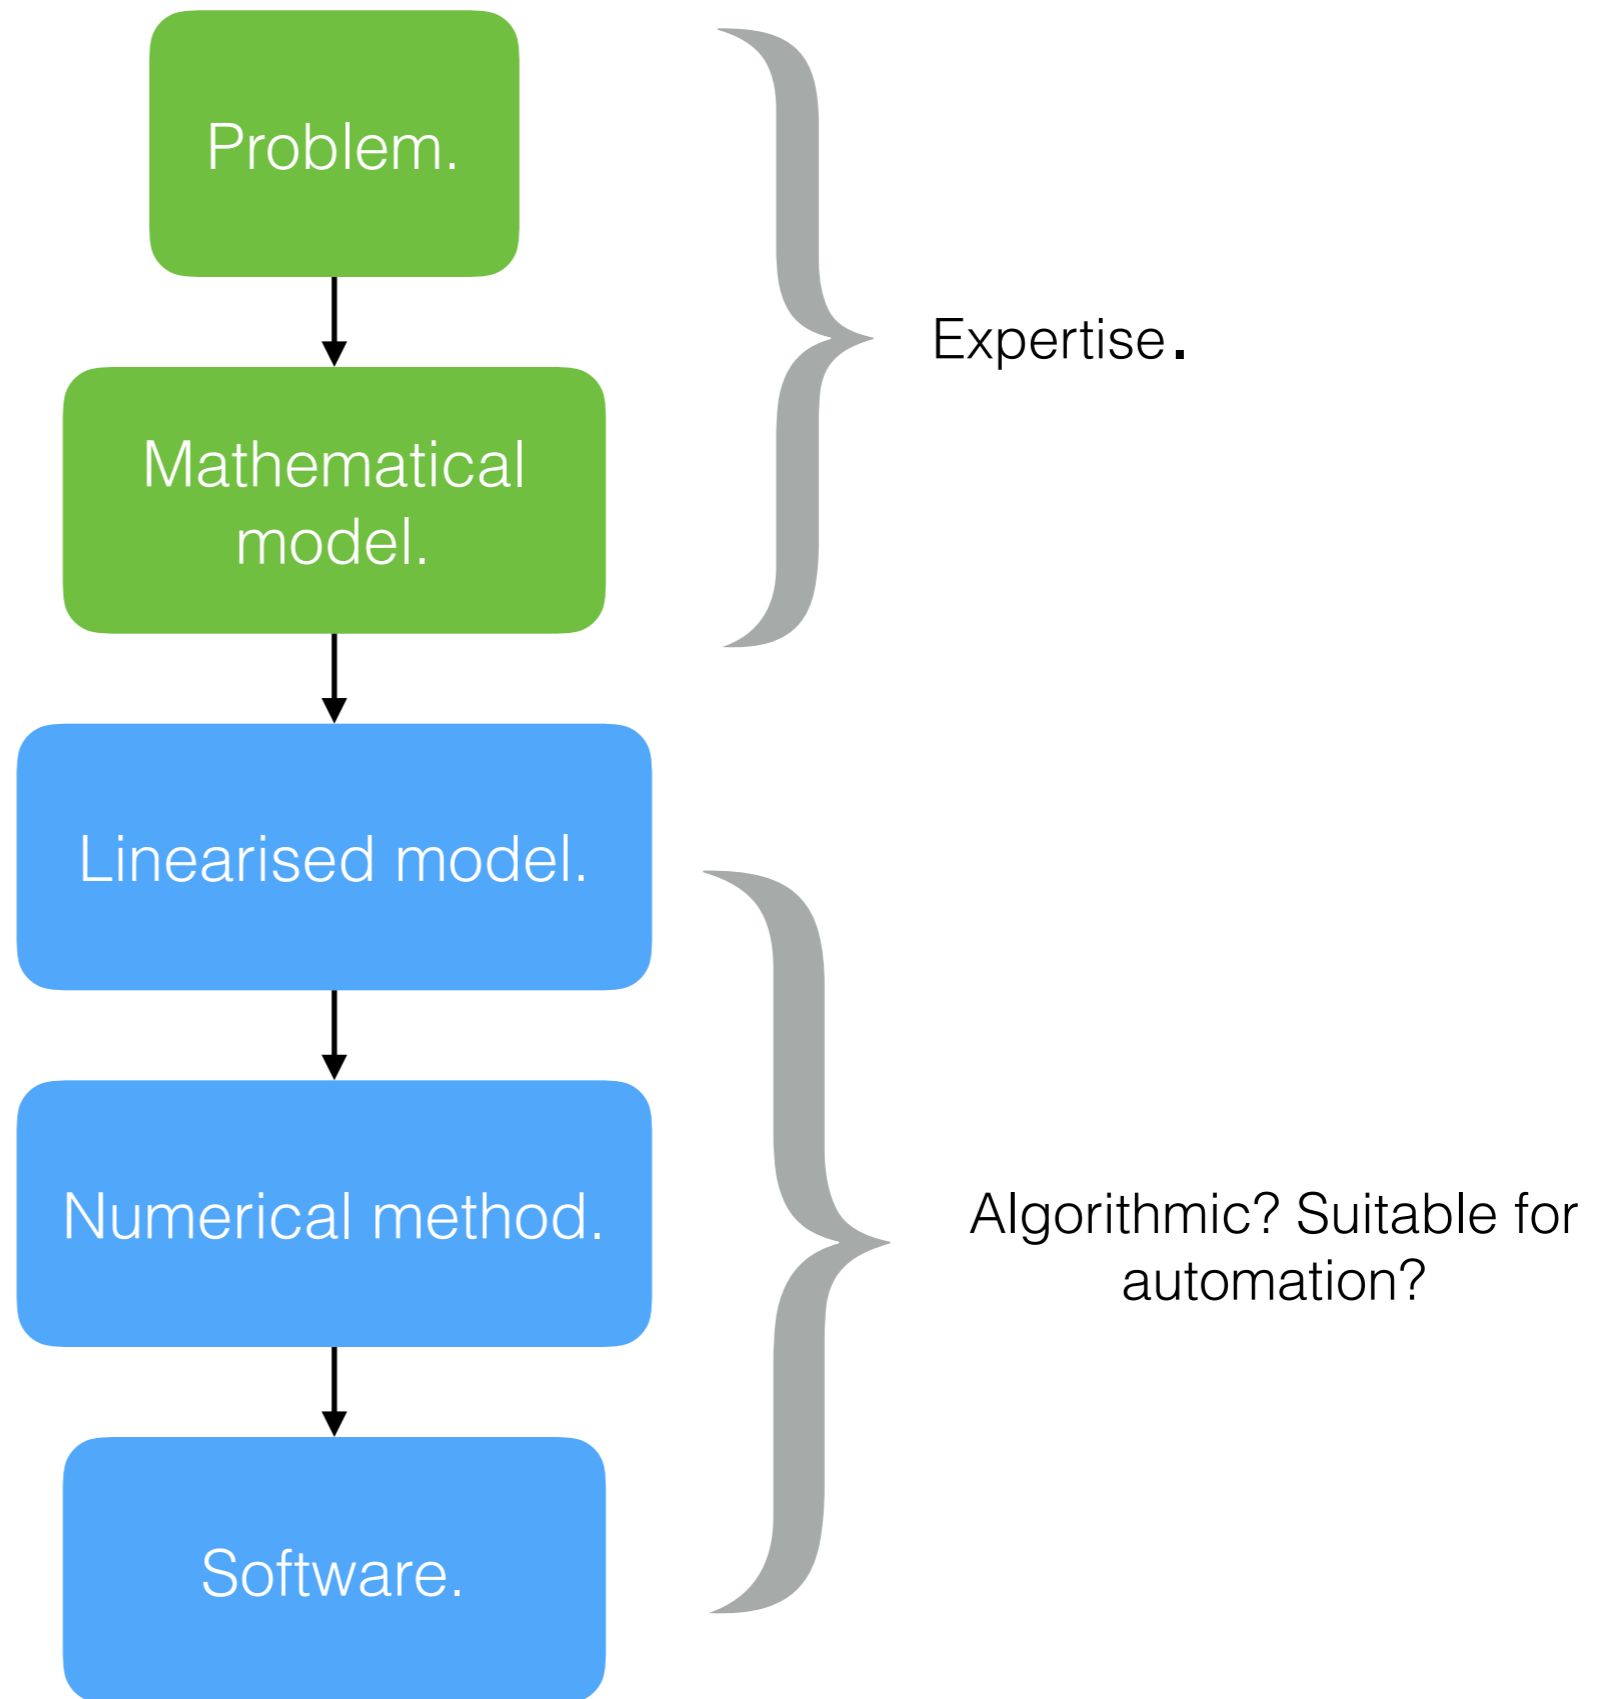 Problem.
Expertise.
Mathematical
model.
Linearised model.
Numerical method.
Algorithmic? Suitable for
automation?
Software.